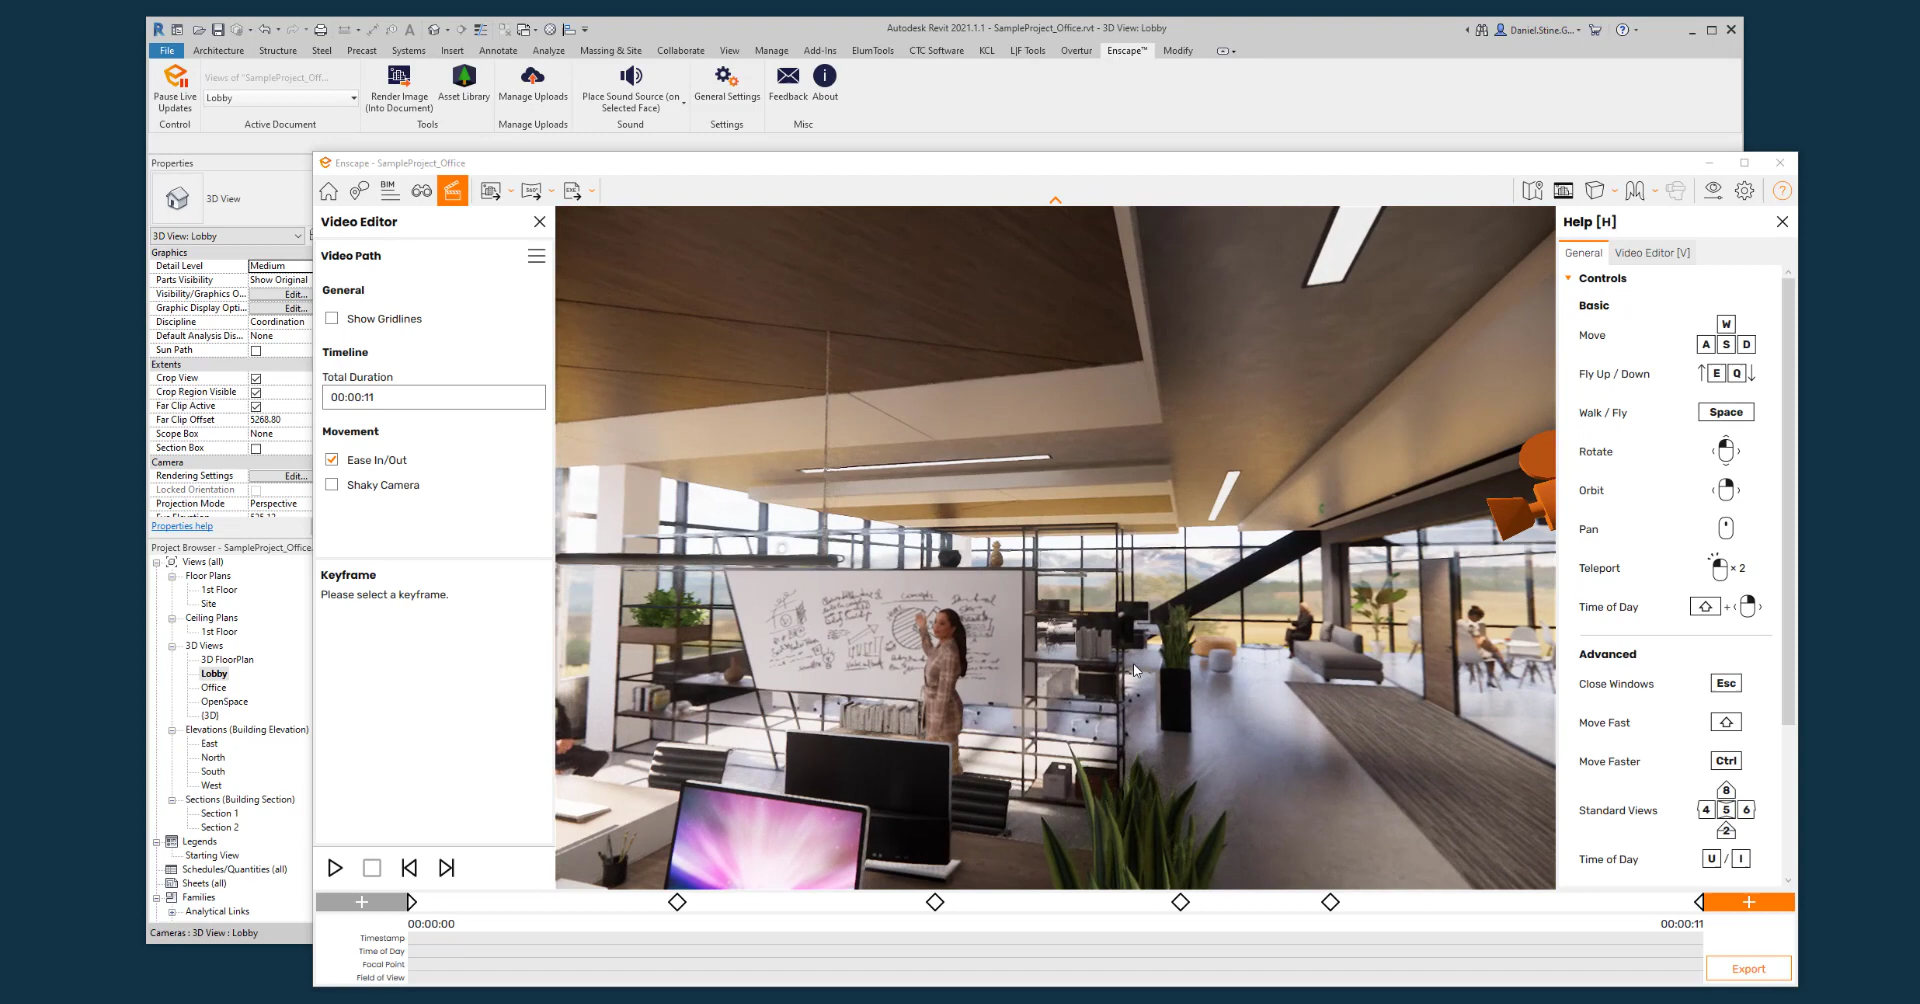 Autodesk Revit 2021.1.1 - SampleProject_Office.rvt - 3D View: Lobby
Daniel.Stine.G...
File Architecture Structure Steel Precast Systems Insert Annotate Analyze Massing & Site Collaborate View Manage Add-Ins ElumTools CTC Software KCL LJF Tools Overtur Enscape™ Modify
Views of "SampleProject_Off...
Lobby
Pause Live Updates
Render Image (Into Document)
Asset Library
Manage Uploads
Place Sound Source (on Selected Face)
General Settings
Feedback
About
Control Active Document Tools Manage Uploads Sound Settings Misc
Properties
3D View
3D View: Lobby
Graphics
Detail Level Medium
Parts Visibility Show Original
Visibility/Graphics O... Edit...
Graphic Display Opti... Edit...
Discipline Coordination
Default Analysis Dis... None
Sun Path
Extents
Crop View
Crop Region Visible
Far Clip Active
Far Clip Offset 5268.80
Scope Box None
Section Box
Camera
Rendering Settings Edit...
Locked Orientation
Projection Mode Perspective
Properties help
Project Browser - SampleProject_Office.
Views (all)
Floor Plans
1st Floor
Site
Ceiling Plans
1st Floor
3D Views
3D FloorPlan
Lobby
Office
OpenSpace
{3D}
Elevations (Building Elevation)
East
North
South
West
Sections (Building Section)
Section 1
Section 2
Legends
Starting View
Schedules/Quantities (all)
Sheets (all)
Families
Analytical Links
Cameras : 3D View : Lobby
Enscape - SampleProject_Office
BIM
360°
EXE
Video Editor
Video Path
General
Show Gridlines
Timeline
Total Duration
00:00:11
Movement
Ease In/Out
Shaky Camera
Keyframe
Please select a keyframe.
Concepts
Help [H]
General Video Editor [V]
Controls
Basic
Move W
A S D
Fly Up / Down E Q
Walk / Fly Space
Rotate
Orbit
Pan
Teleport × 2
Time of Day +
Advanced
Close Windows Esc
Move Fast
Move Faster Ctrl
8
Standard Views 4 5 6
2
Time of Day U / I
00:00:00 00:00:11
Timestamp
Time of Day
Focal Point
Field of View
Export